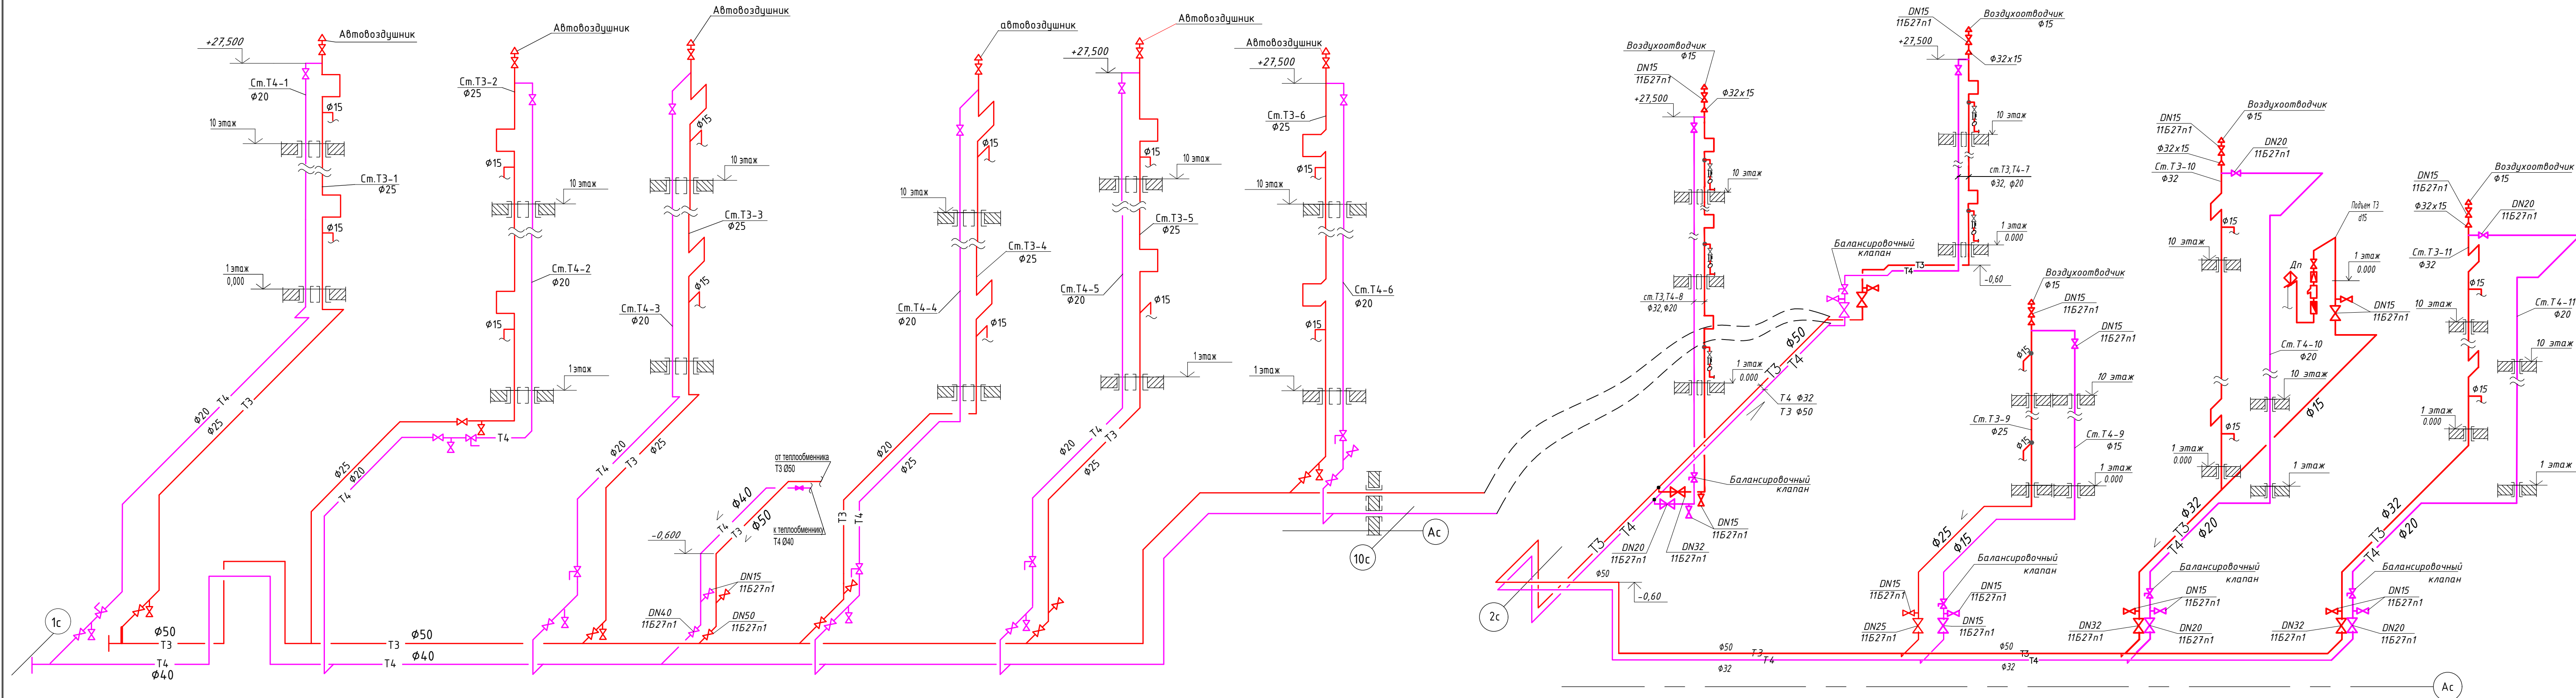 Автовоздушник
+27,500
Ст.Т4-1
Ф20
Ф15
10 этаж
Ст.Т3-1
Ф25
Ф15
1 этаж
0,000
Ф20 Т4
Ф25 Т3
1с
Ф50
Т3
Т4
Ф40
Автовоздушник
Ст.Т3-2
Ф25
Ф15
10 этаж
Ст.Т4-2
Ф20
Ф15
1 этаж
Т4
Ф25
Ф20
Т4
Автовоздушник
Ф15
10 этаж
Ст.Т3-3
Ф25
Ф15
Ст.Т4-3
Ф20
Ф20
Т4
Т3
Ф25
Т3
Ф50
Т4
Ф40
от теплообменника
Т3 Ø50
к теплообменнику
Т4 Ø40
Ф40
Т4
Ф50
Т3
-0,600
DN15
11Б27п1
DN40
11Б27п1
DN50
11Б27п1
автовоздушник
Ф15
10 этаж
Ст.Т3-4
Ф25
Ст.Т4-4
Ф20
Ф15
Ф20
Ф25
Т3
Т4
Автовоздушник
+27,500
Ф15
10 этаж
Ст.Т3-5
Ф25
Ст.Т4-5
Ф20
Ф15
1 этаж
Ф20
Т4
Т3
Ф25
Автовоздушник
+27,500
Ст.Т3-6
Ф25
Ф15
10 этаж
Ст.Т4-6
Ф20
Ф15
1 этаж
Ас
10с
Воздухоотводчик
Ф15
DN15
11Б27п1
+27,500
Ф32х15
10 этаж
ст.Т3,Т4-8
Ф32,Ф20
1 этаж
0.000
Т4 Ф32
Т3 Ф50
Ф50
Т3
Т4
Балансировочный
клапан
DN15
11Б27п1
DN32
11Б27п1
DN20
11Б27п1
Т3
Т4
Ф50
-0,60
2с
DN15
11Б27п1
Воздухоотводчик
Ф15
+27,500
Ф32х15
10 этаж
ст.Т3,Т4-7
Ф32, ф20
1 этаж
0.000
Балансировочный
клапан
Т3
Т4
-0,60
Воздухоотводчик
Ф15
DN15
11Б27п1
DN15
11Б27п1
Ф15
10 этаж
Ст.Т3-9
Ф25
Ф15
Ст.Т4-9
Ф15
1 этаж
0.000
Ф25
Ф15
Балансировочный
клапан
DN15
11Б27п1
DN15
11Б27п1
DN25
11Б27п1
DN15
11Б27п1
Ф50
Т3
Т4
Ф32
Ф50
Т3
Т4
Ф32
Воздухоотводчик
Ф15
DN15
11Б27п1
Ф32х15
DN20
11Б27п1
Ст.Т3-10
Ф32
Ф15
10 этаж
Дп
Подъем Т3
d15
1 этаж
0.000
DN15
11Б27п1
Ст.Т4-10
Ф20
10 этаж
Ф15
Ф15
1 этаж
0.000
1 этаж
Ф32
Т3
Т4
Ф20
Балансировочный
клапан
DN15
11Б27п1
DN32
11Б27п1
DN20
11Б27п1
Воздухоотводчик
Ф15
DN15
11Б27п1
Ф32х15
DN20
11Б27п1
Ст.Т3-11
Ф32
Ф15
10 этаж
Ст.Т4-11
Ф20
10 этаж
Ф15
1 этаж
0.000
1 этаж
Ф32
Т3
Т4
Ф20
Балансировочный
клапан
DN15
11Б27п1
DN32
11Б27п1
DN20
11Б27п1
Ас